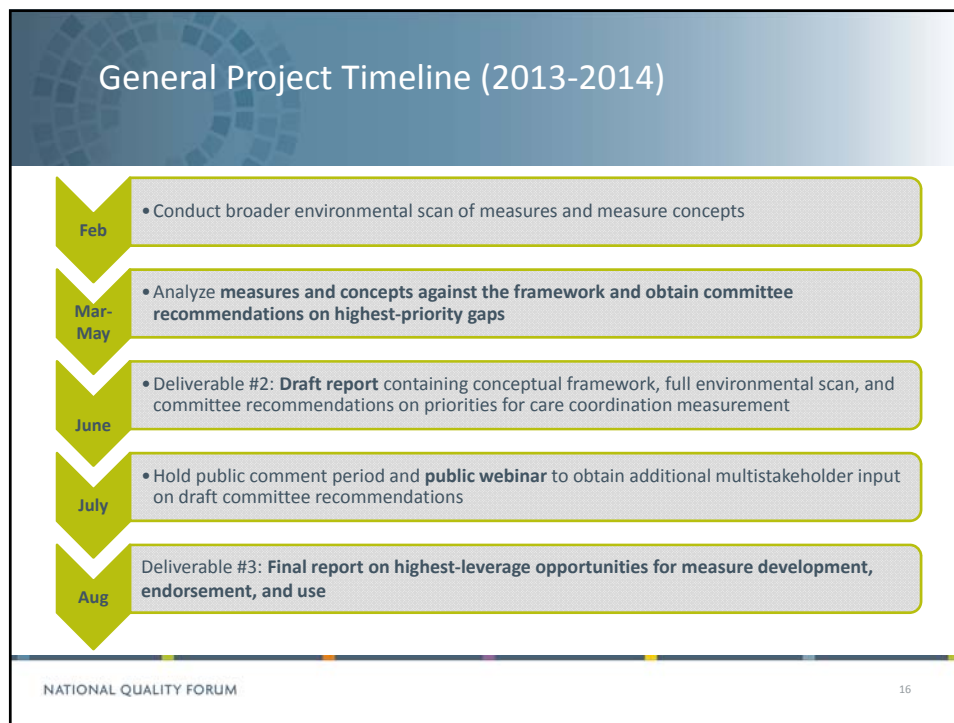 General Project Timeline (2013-2014)
Feb
•Conduct broader environmental scan of measures and measure concepts
Mar-
May
•Analyze measures and concepts against the framework and obtain committee
recommendations on highest-priority gaps
June
•Deliverable #2: Draft report containing conceptual framework, full environmental scan, and
committee recommendations on priorities for care coordination measurement
July
•Hold public comment period and public webinar to obtain additional multistakeholder input
on draft committee recommendations
Aug
Deliverable #3: Final report on highest-leverage opportunities for measure development,
endorsement, and use
NATIONAL QUALITY FORUM
16